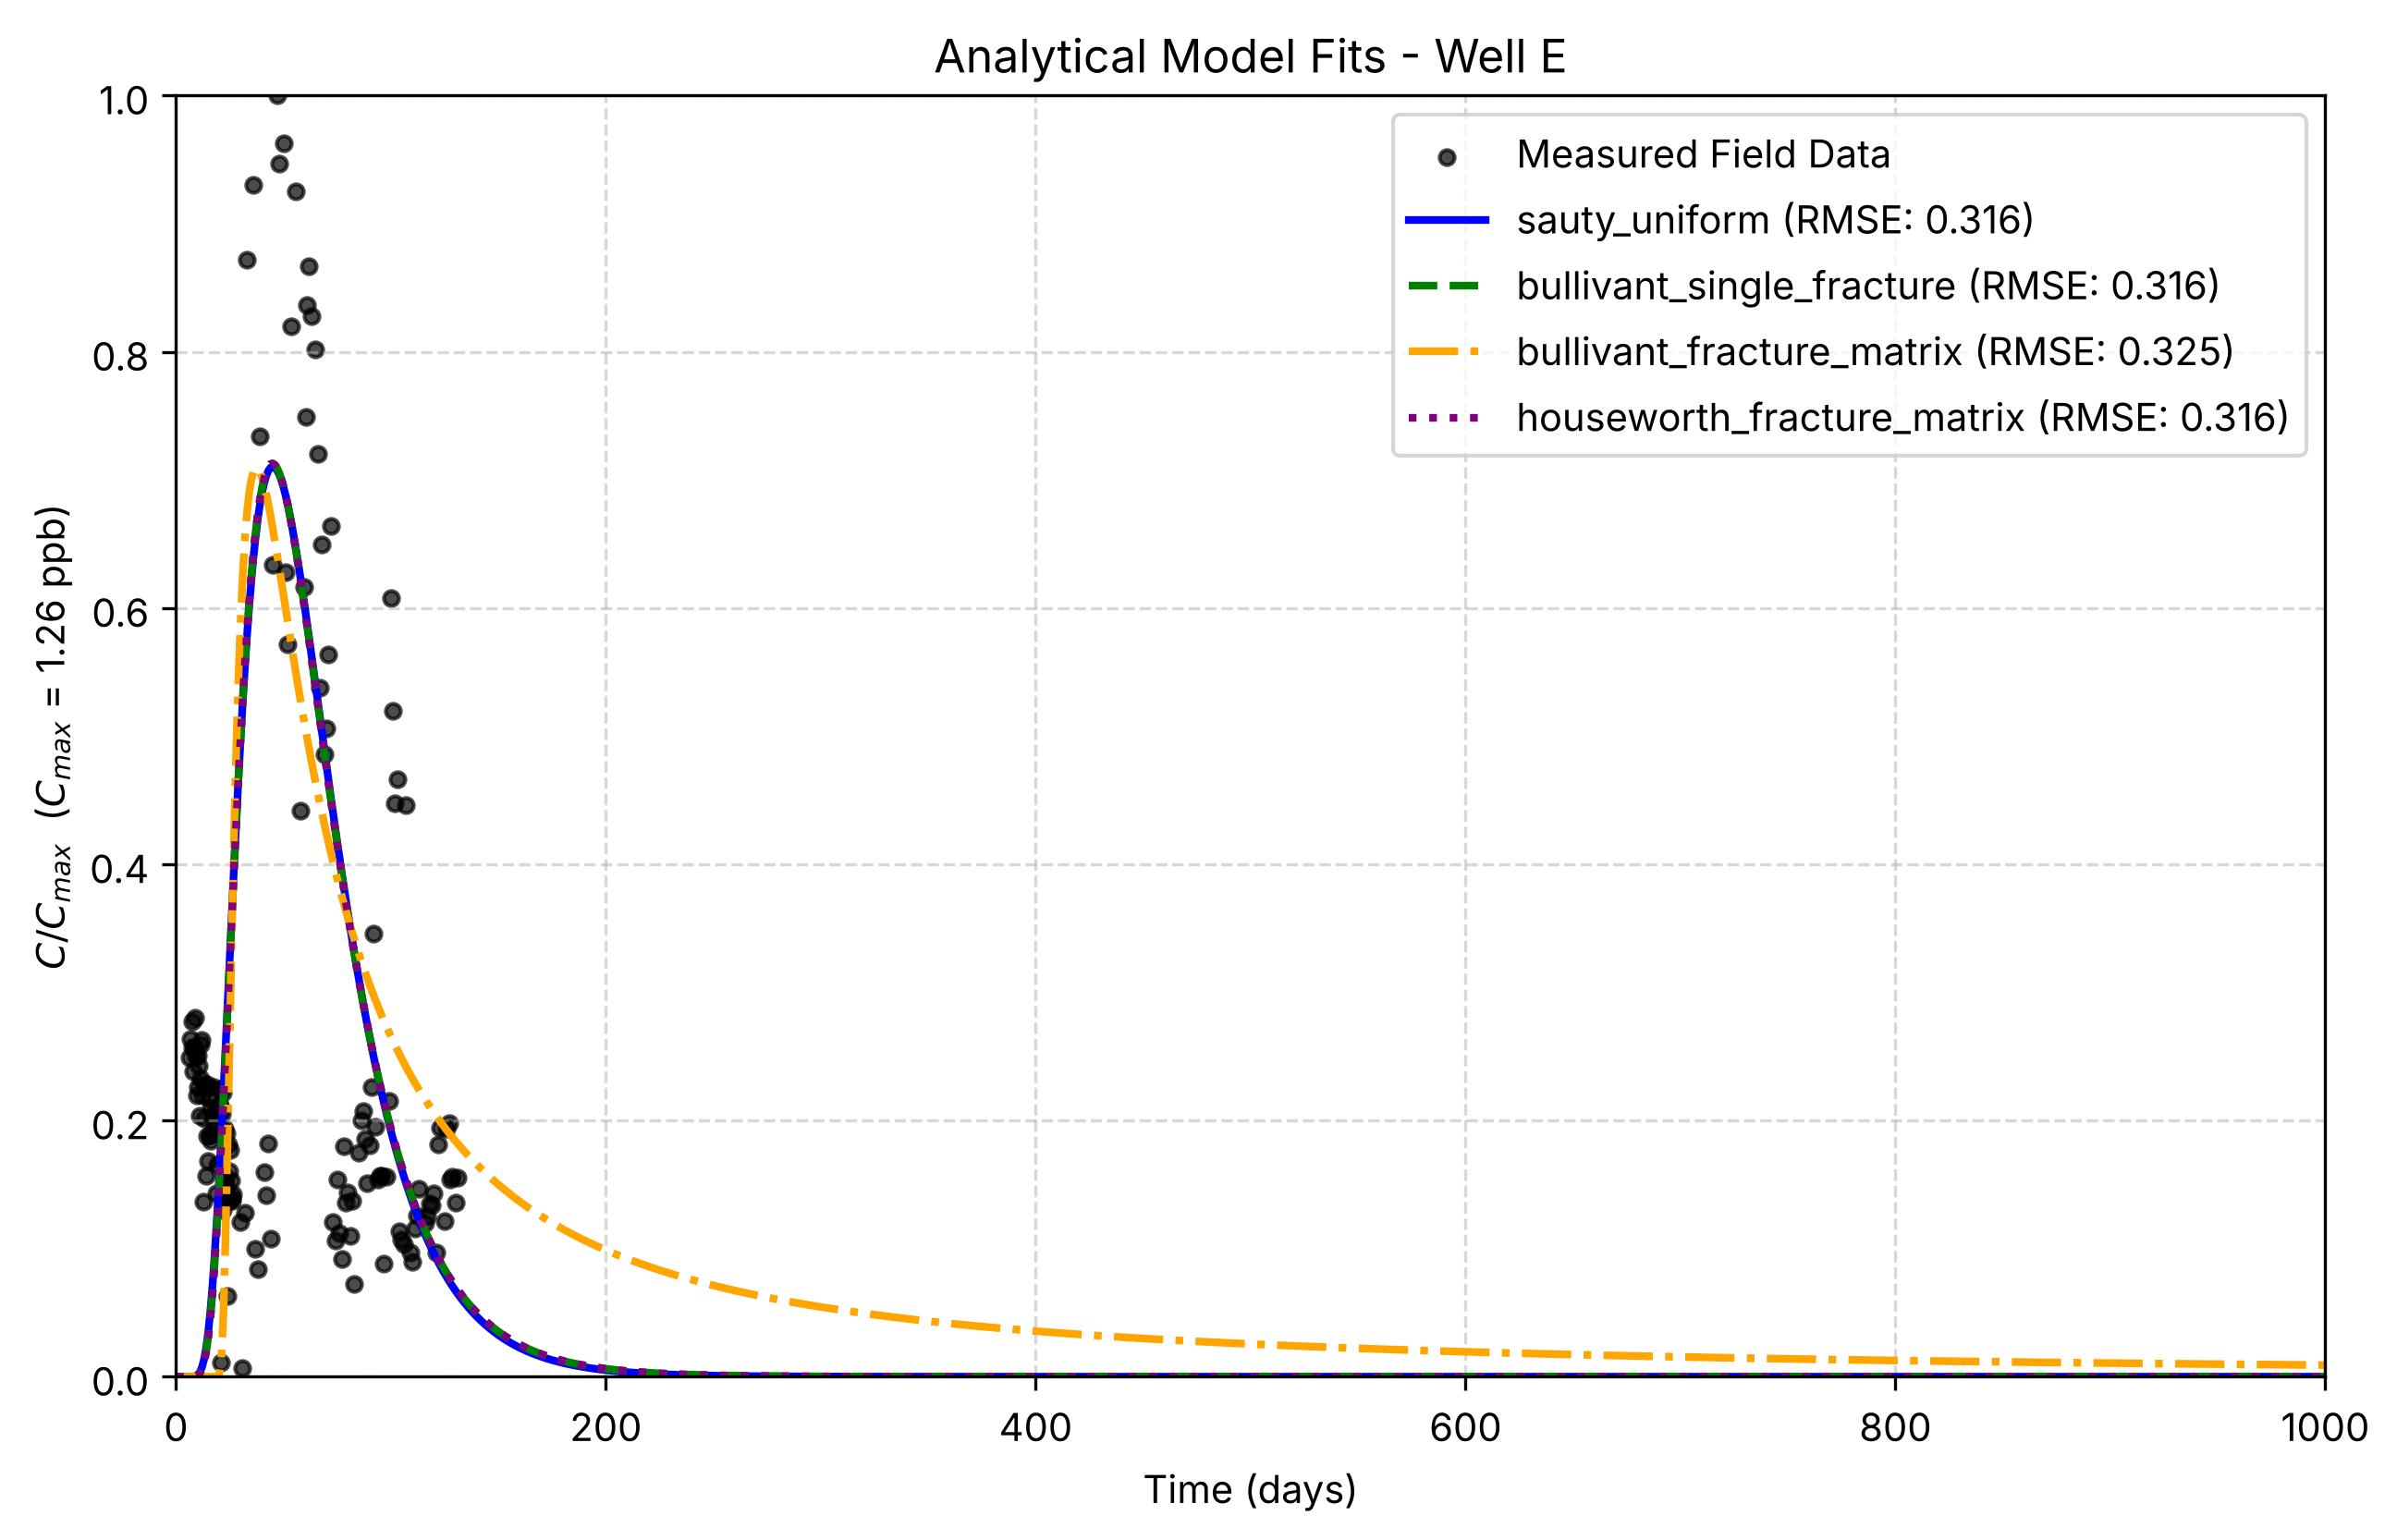 Analytical Model Fits - Well E
1.0
0.8
0.6
0.4
0.2
0.0
C/Cmax (Cmax = 1.26 ppb)
Measured Field Data
sauty_uniform (RMSE: 0.316)
bullivant_single_fracture (RMSE: 0.316)
bullivant_fracture_matrix (RMSE: 0.325)
houseworth_fracture_matrix (RMSE: 0.316)
0 200 400 600 800 1000
Time (days)